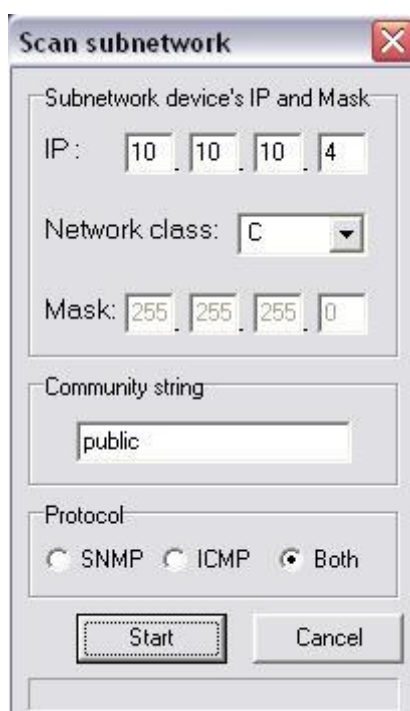 Scan subnetwork
Subnetwork device's IP and Mask
IP : 10 . 10 . 10 . 4
Network class: C
Mask: 255 . 255 . 255 . 0
Community string
public
Protocol
SNMP ICMP Both
Start Cancel